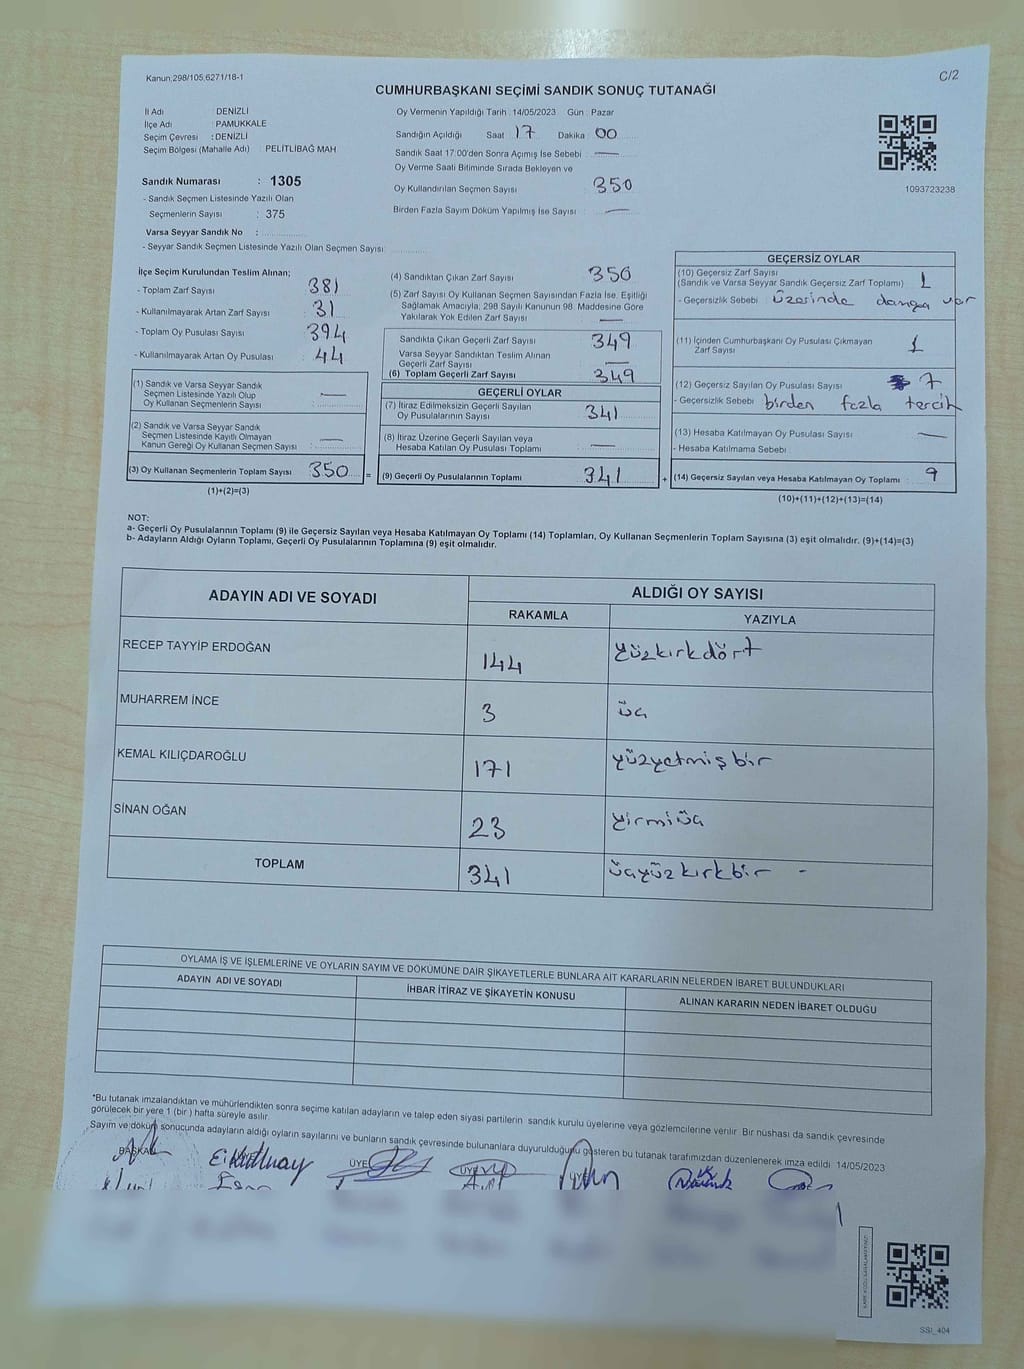 Kanun;298/105,6271/18-1
C/2
CUMHURBAŞKANI SEÇİMİ SANDIK SONUÇ TUTANAĞI
İl Adı : DENİZLİ
İlçe Adı : PAMUKKALE
Seçim Çevresi : DENİZLİ
Seçim Bölgesi (Mahalle Adı) PELİTLİBAĞ MAH
Sandık Numarası : 1305
- Sandık Seçmen Listesinde Yazılı Olan
Seçmenlerin Sayısı : 375
Varsa Seyyar Sandık No :
- Seyyar Sandık Seçmen Listesinde Yazılı Olan Seçmen Sayısı
Oy Vermenin Yapıldığı Tarih : 14/05/2023 Gün : Pazar
Sandığın Açıldığı Saat 17 Dakika 00
Sandık Saat 17:00'den Sonra Açımış İse Sebebi —
Oy Verme Saati Bitiminde Sırada Bekleyen ve
Oy Kullandırılan Seçmen Sayısı 350
Birden Fazla Sayım Döküm Yapılmış İse Sayısı —
1093723238
İlçe Seçim Kurulundan Teslim Alınan;
- Toplam Zarf Sayısı 381
- Kullanılmayarak Artan Zarf Sayısı : 31
- Toplam Oy Pusulası Sayısı : 394
- Kullanılmayarak Artan Oy Pusulası : 44
(1) Sandık ve Varsa Seyyar Sandık
Seçmen Listesinde Yazılı Olup
Oy Kullanan Seçmenlerin Sayısı : —
(2) Sandık ve Varsa Seyyar Sandık
Seçmen Listesinde Kayıtlı Olmayan
Kanun Gereği Oy Kullanan Seçmen Sayısı : —
(3) Oy Kullanan Seçmenlerin Toplam Sayısı 350 =
(1)+(2)=(3)
(4) Sandıktan Çıkan Zarf Sayısı 350
(5) Zarf Sayısı Oy Kullanan Seçmen Sayısından Fazla İse, Eşitliği
Sağlamak Amacıyla, 298 Sayılı Kanunun 98. Maddesine Göre
Yakılarak Yok Edilen Zarf Sayısı —
Sandıkta Çıkan Geçerli Zarf Sayısı 349
Varsa Seyyar Sandıktan Teslim Alınan
Geçerli Zarf Sayısı —
(6) Toplam Geçerli Zarf Sayısı 349
GEÇERLİ OYLAR
(7) İtiraz Edilmeksizin Geçerli Sayılan
Oy Pusulalarının Sayısı 341
(8) İtiraz Üzerine Geçerli Sayılan veya
Hesaba Katılan Oy Pusulası Toplamı —
(9) Geçerli Oy Pusulalarının Toplamı 341 +
GEÇERSİZ OYLAR
(10) Geçersiz Zarf Sayısı
(Sandık ve Varsa Seyyar Sandık Geçersiz Zarf Toplamı) 1
- Geçersizlik Sebebi : üzerinde damga var
(11) İçinden Cumhurbaşkanı Oy Pusulası Çıkmayan
Zarf Sayısı 1
(12) Geçersiz Sayılan Oy Pusulası Sayısı 7
- Geçersizlik Sebebi birden fazla tercih
(13) Hesaba Katılmayan Oy Pusulası Sayısı —
- Hesaba Katılmama Sebebi
(14) Geçersiz Sayılan veya Hesaba Katılmayan Oy Toplamı 9
(10)+(11)+(12)+(13)=(14)
NOT:
a- Geçerli Oy Pusulalarının Toplamı (9) ile Geçersiz Sayılan veya Hesaba Katılmayan Oy Toplamı (14) Toplamları, Oy Kullanan Seçmenlerin Toplam Sayısına (3) eşit olmalıdır. (9)+(14)=(3)
b- Adayların Aldığı Oyların Toplamı, Geçerli Oy Pusulalarının Toplamına (9) eşit olmalıdır.
ADAYIN ADI VE SOYADI
ALDIĞI OY SAYISI
RAKAMLA YAZIYLA
RECEP TAYYİP ERDOĞAN 144 yüzkırkdört
MUHARREM İNCE 3 üç
KEMAL KILIÇDAROĞLU 171 yüzyetmişbir
SİNAN OĞAN 23 yirmiüç
TOPLAM 341 üçyüzkırkbir -
OYLAMA İŞ VE İŞLEMLERİNE VE OYLARIN SAYIM VE DÖKÜMÜNE DAİR ŞİKAYETLERLE BUNLARA AİT KARARLARIN NELERDEN İBARET BULUNDUKLARI
ADAYIN ADI VE SOYADI İHBAR İTİRAZ VE ŞİKAYETİN KONUSU ALINAN KARARIN NEDEN İBARET OLDUĞU
*Bu tutanak imzalandıktan ve mühürlendikten sonra seçime katılan adayların ve talep eden siyasi partilerin sandık kurulu üyelerine veya gözlemcilerine verilir. Bir nüshası da sandık çevresinde
görülecek bir yere 1 (bir ) hafta süreyle asılır.
Sayım ve döküm sonucunda adayların aldığı oyların sayılarını ve bunların sandık çevresinde bulunanlara duyurulduğunu gösteren bu tutanak tarafımızdan düzenlenerek imza edildi. 14/05/2023
BAŞKAN ÜYE ÜYE ÜYE
SSI_404